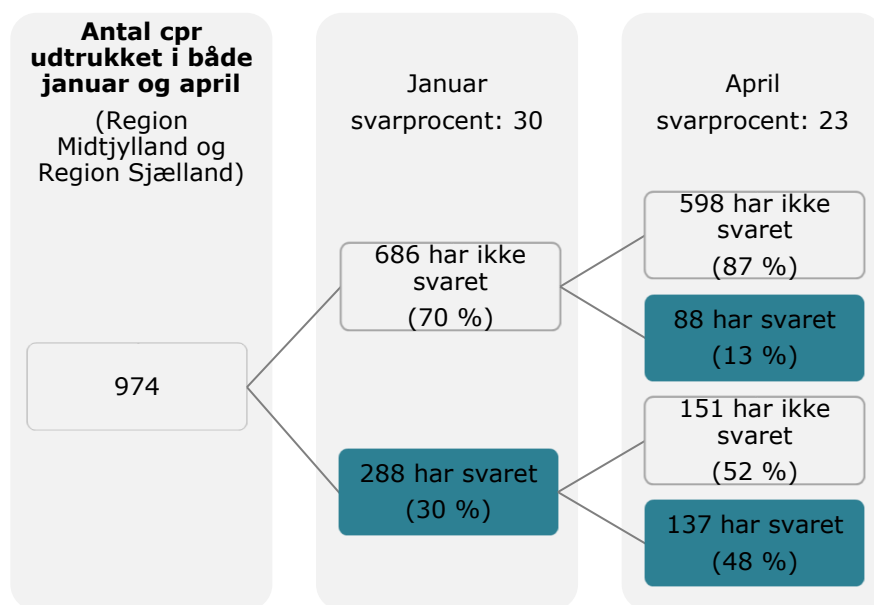 Antal cpr
udtrukket i både
januar og april
(Region
Midtjylland og
Region Sjælland)
974
Januar
svarprocent: 30
686 har ikke
svaret
(70 %)
288 har svaret
(30 %)
April
svarprocent: 23
598 har ikke
svaret
(87 %)
88 har svaret
(13 %)
151 har ikke
svaret
(52 %)
137 har svaret
(48 %)